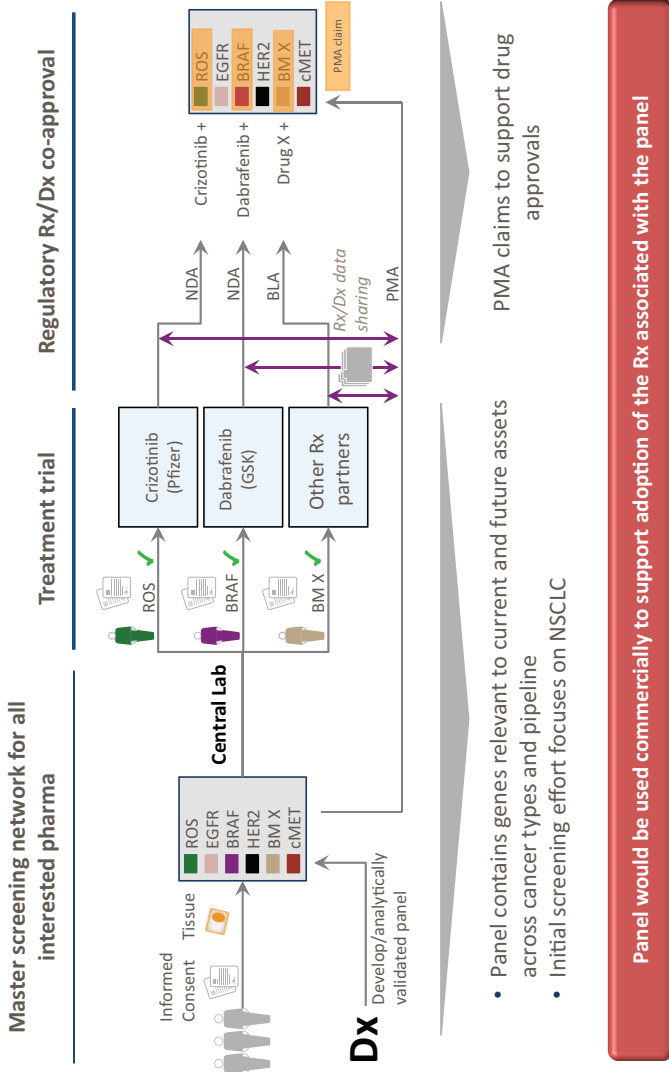 Master screening network for all
interested pharma
Treatment trial
Regulatory Rx/Dx co-approval
Informed
Consent
Tissue
ROS
EGFR
BRAF
HER2
BM X
cMET
Central Lab
Dx
Develop/analytically
validated panel
ROS
BRAF
BM X
Crizotinib
(Pfizer)
Dabrafenib
(GSK)
Other Rx
partners
NDA
NDA
BLA
Rx/Dx data
sharing
PMA
Crizotinib +
Dabrafenib +
Drug X +
ROS
EGFR
BRAF
HER2
BM X
cMET
PMA claim
• Panel contains genes relevant to current and future assets
across cancer types and pipeline
• Initial screening effort focuses on NSCLC
PMA claims to support drug
approvals
Panel would be used commercially to support adoption of the Rx associated with the panel